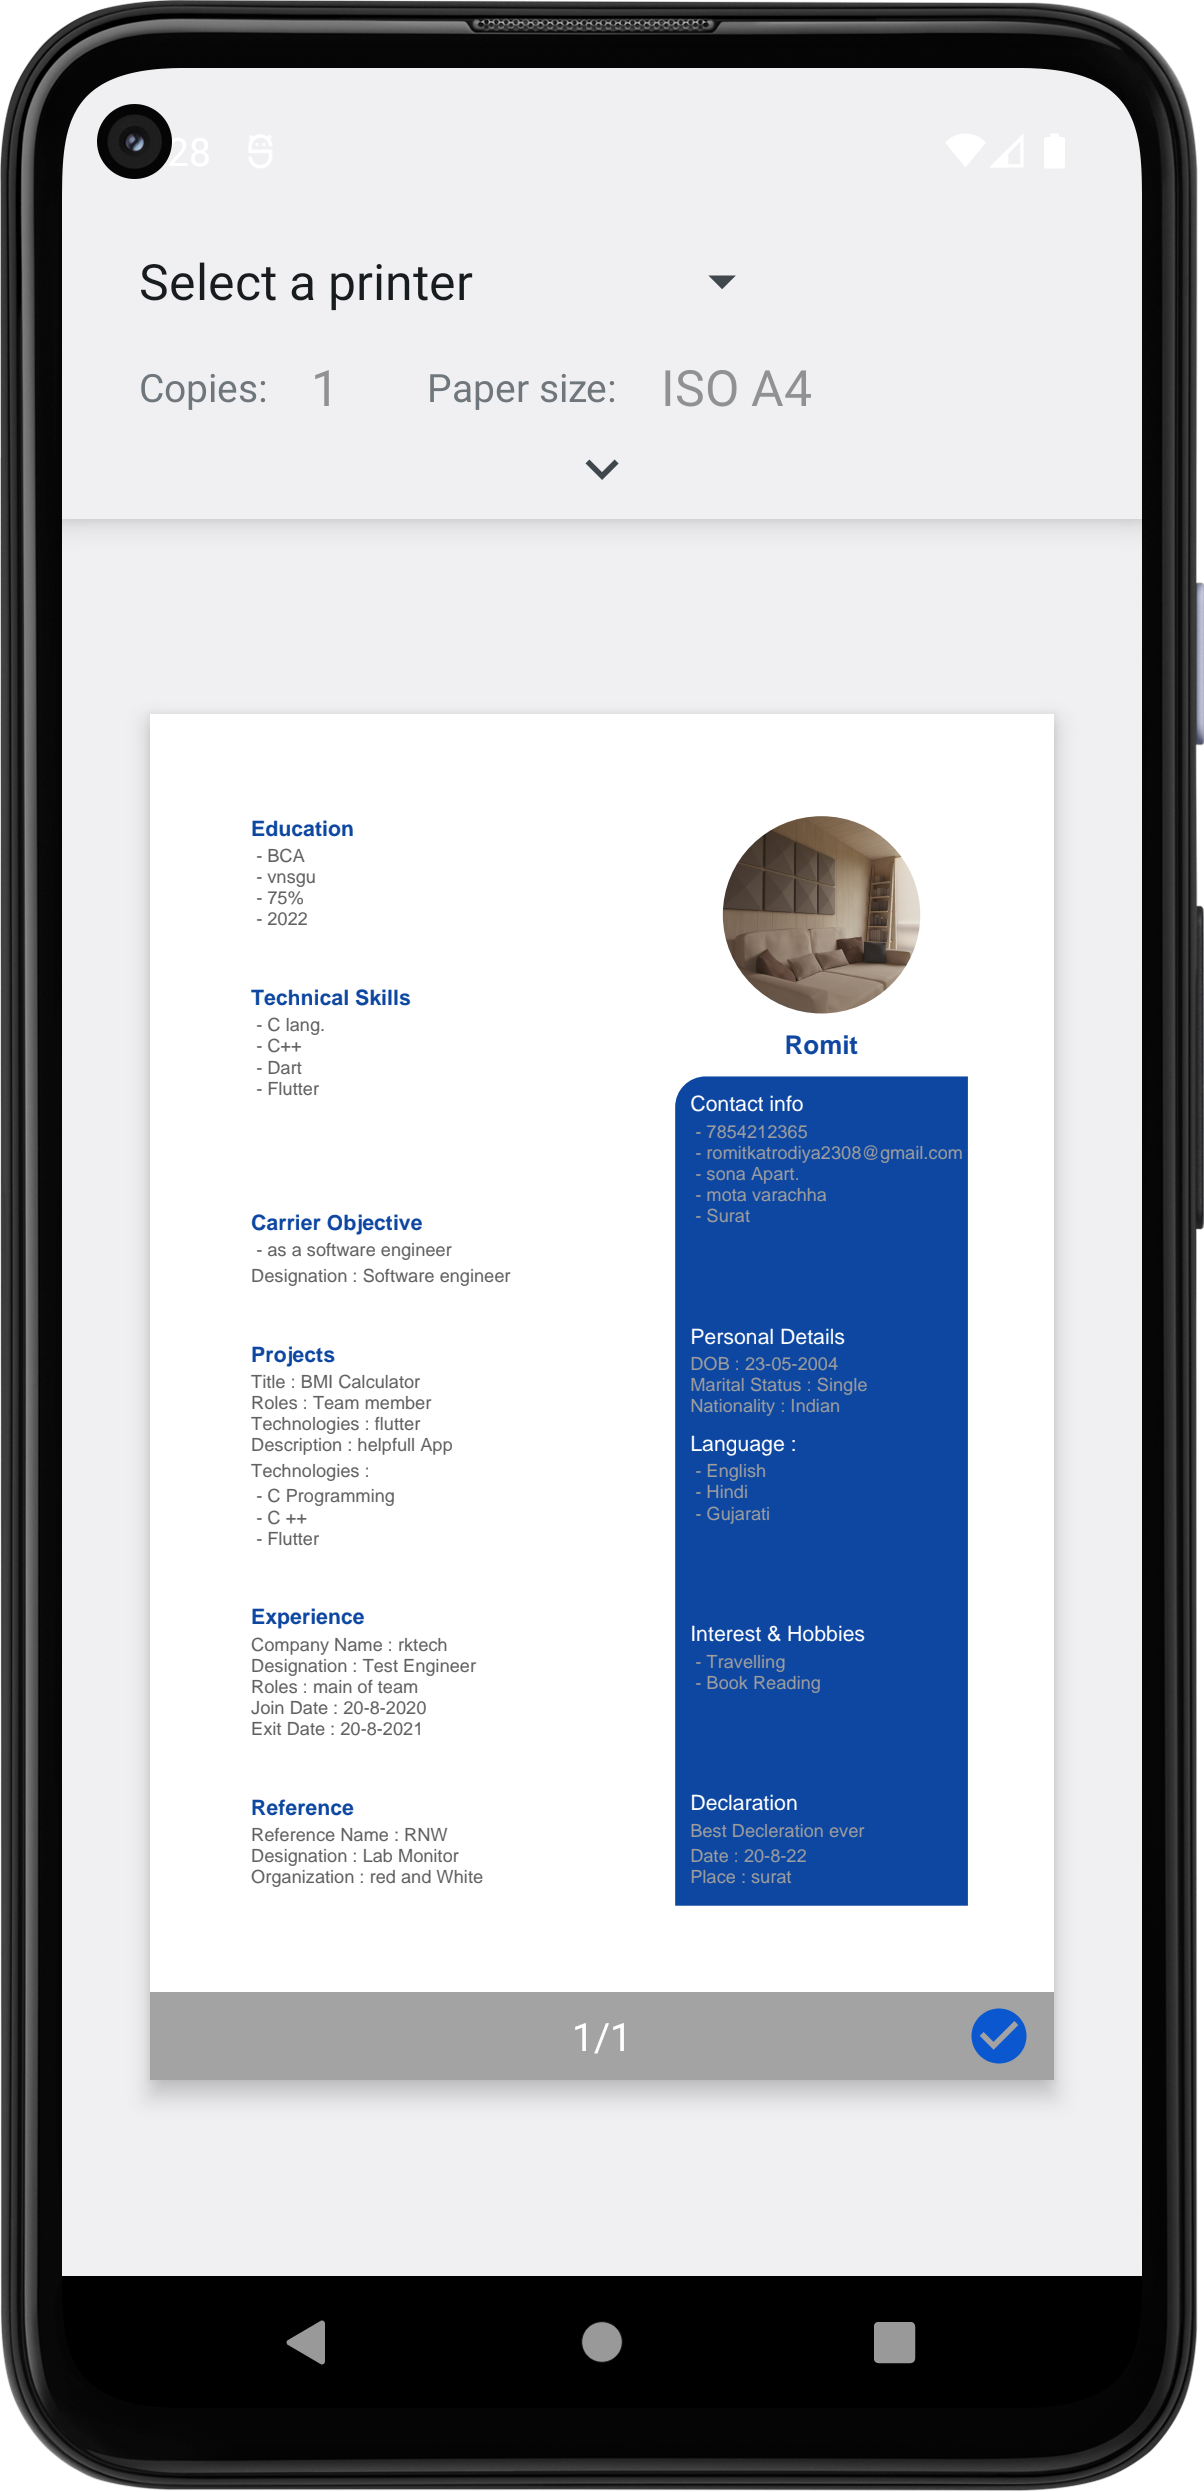 28
Select a printer
Copies: 1 Paper size: ISO A4
Education
- BCA
- vnsgu
- 75%
- 2022
Technical Skills
- C lang.
- C++
- Dart
- Flutter
Carrier Objective
- as a software engineer
Designation : Software engineer
Projects
Title : BMI Calculator
Roles : Team member
Technologies : flutter
Description : helpfull App
Technologies :
- C Programming
- C ++
- Flutter
Experience
Company Name : rktech
Designation : Test Engineer
Roles : main of team
Join Date : 20-8-2020
Exit Date : 20-8-2021
Reference
Reference Name : RNW
Designation : Lab Monitor
Organization : red and White
Romit
Contact info
- 7854212365
- romitkatrodiya2308@gmail.com
- sona Apart.
- mota varachha
- Surat
Personal Details
DOB : 23-05-2004
Marital Status : Single
Nationality : Indian
Language :
- English
- Hindi
- Gujarati
Interest & Hobbies
- Travelling
- Book Reading
Declaration
Best Decleration ever
Date : 20-8-22
Place : surat
1/1